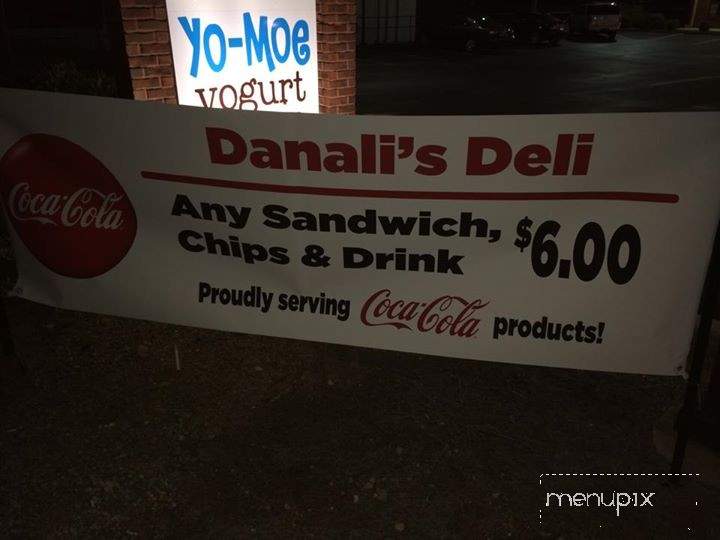 Yo-Moe
yogurt
Danali's Deli
Coca-Cola
Any Sandwich,
Chips & Drink
$6.00
Proudly serving Coca-Cola products!
menupix